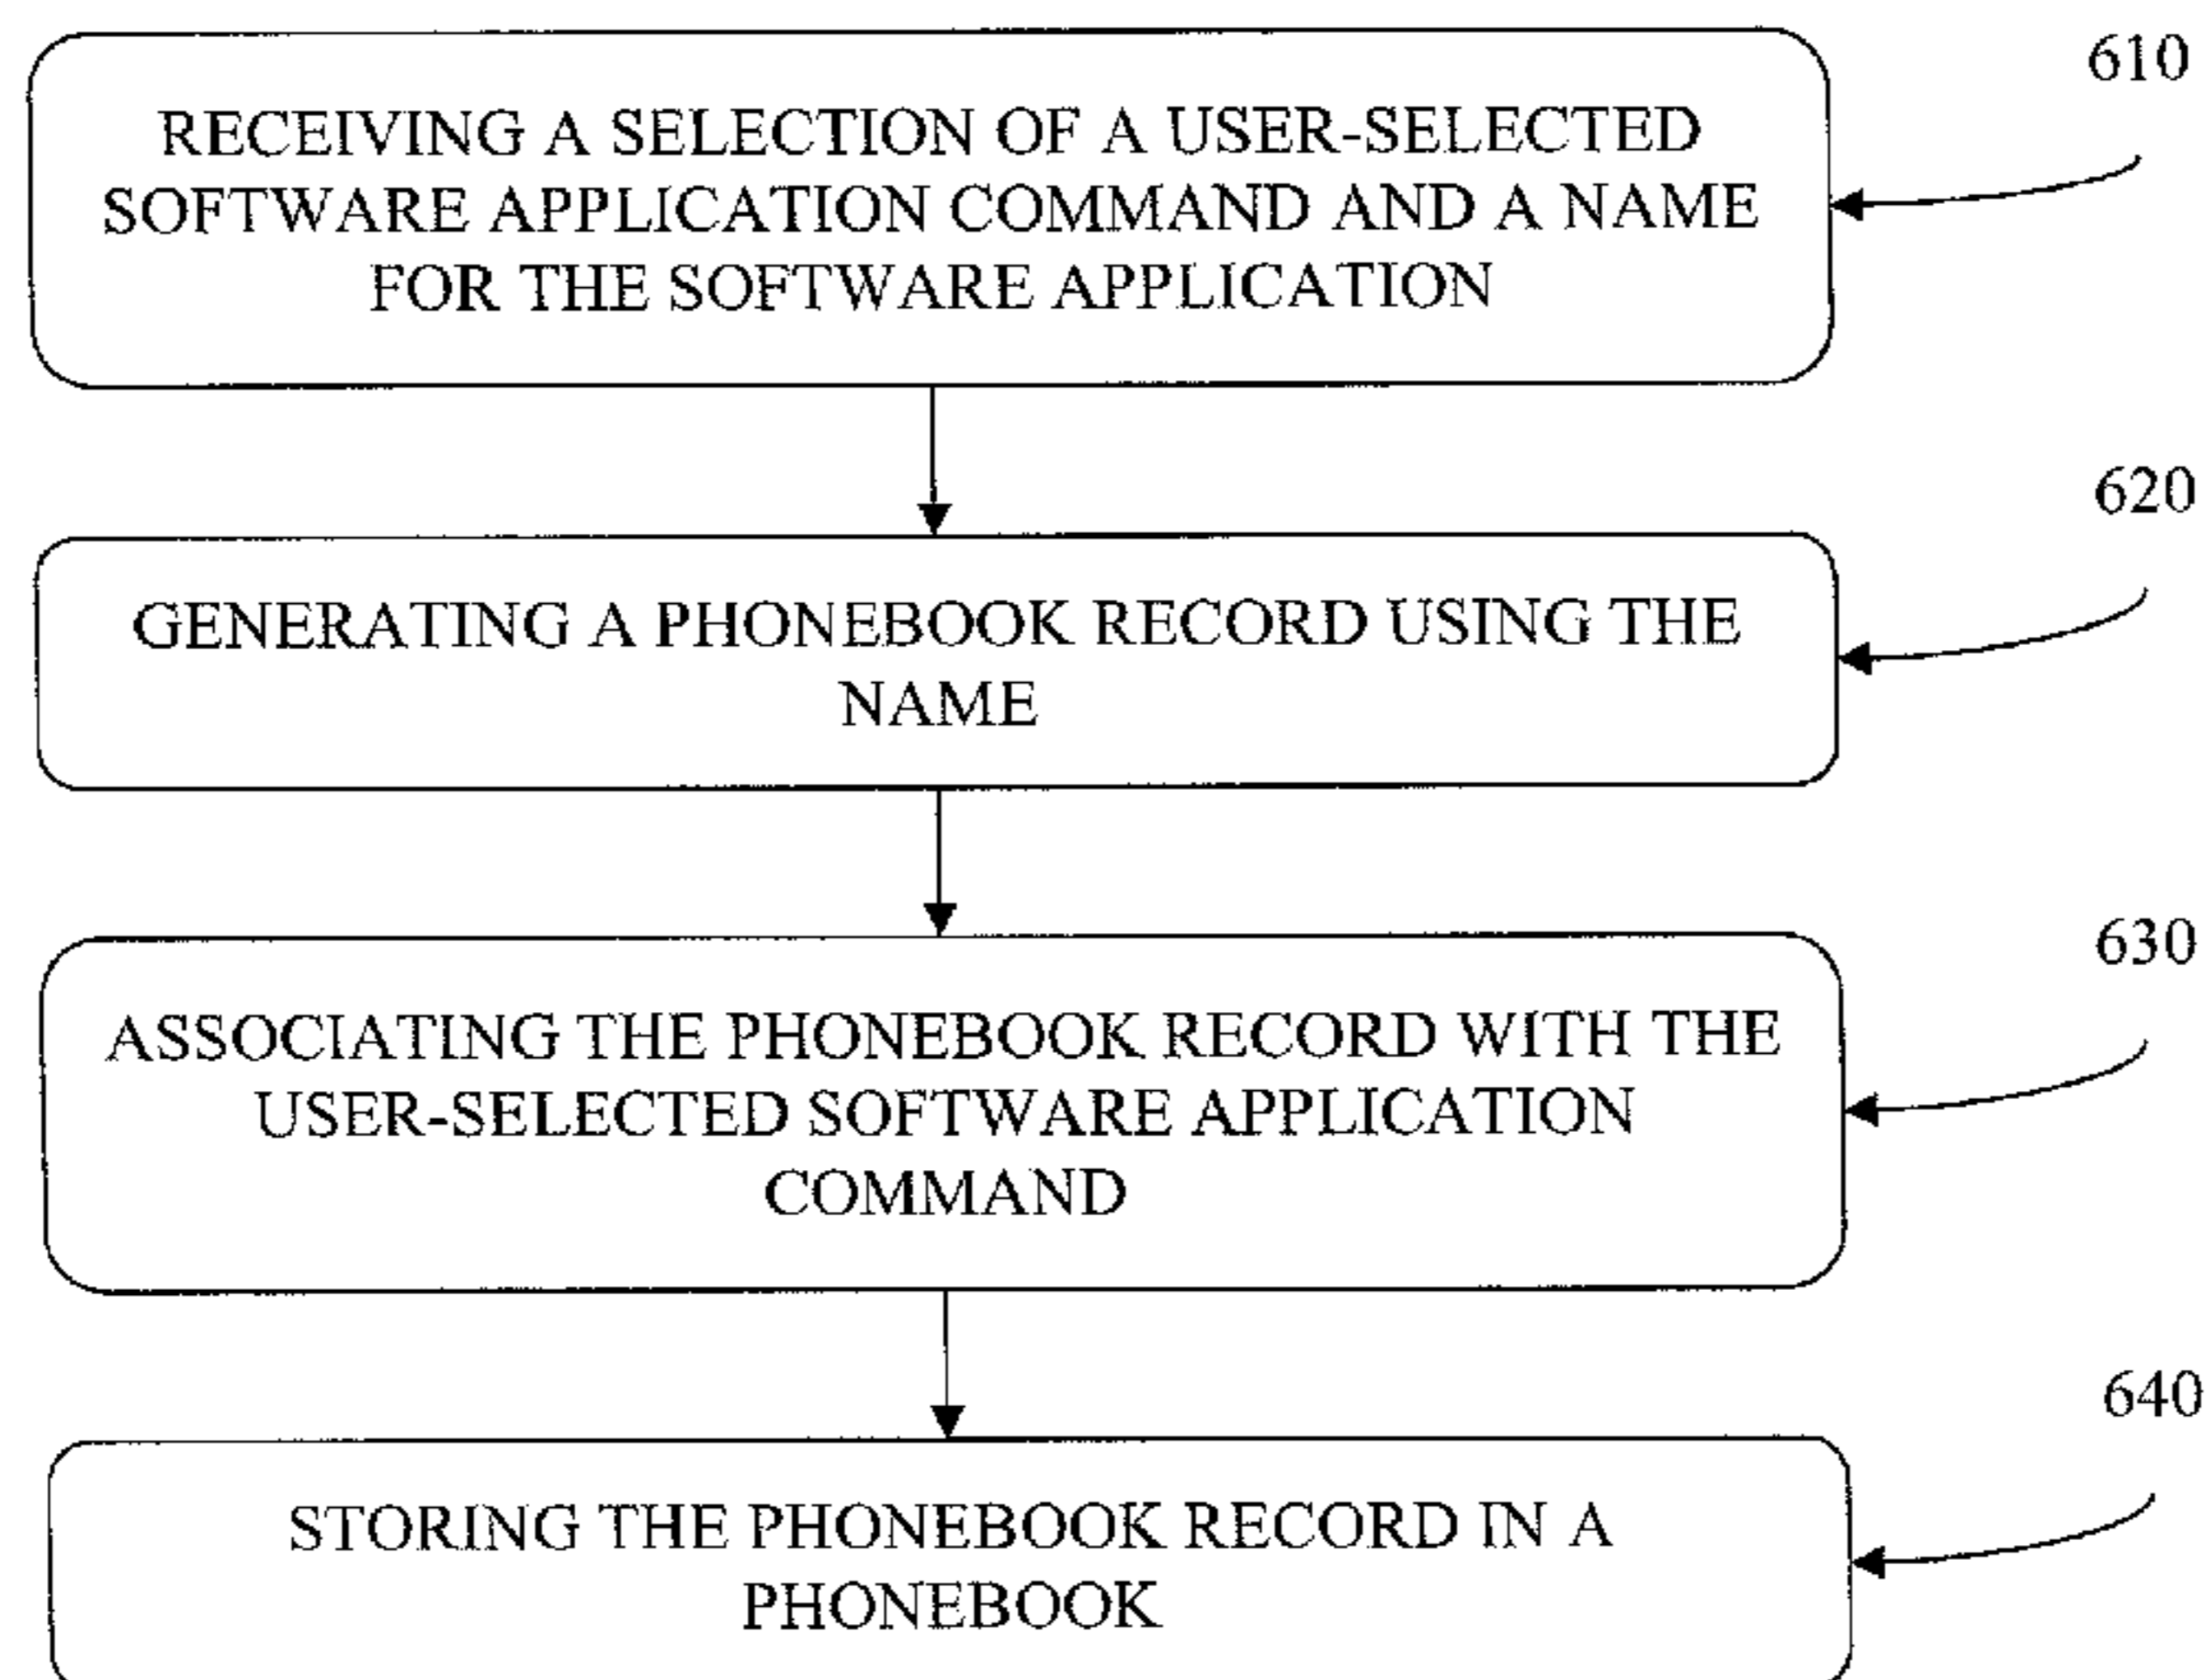 610
RECEIVING A SELECTION OF A USER-SELECTED
SOFTWARE APPLICATION COMMAND AND A NAME
FOR THE SOFTWARE APPLICATION
620
GENERATING A PHONEBOOK RECORD USING THE
NAME
630
ASSOCIATING THE PHONEBOOK RECORD WITH THE
USER-SELECTED SOFTWARE APPLICATION
COMMAND
640
STORING THE PHONEBOOK RECORD IN A
PHONEBOOK